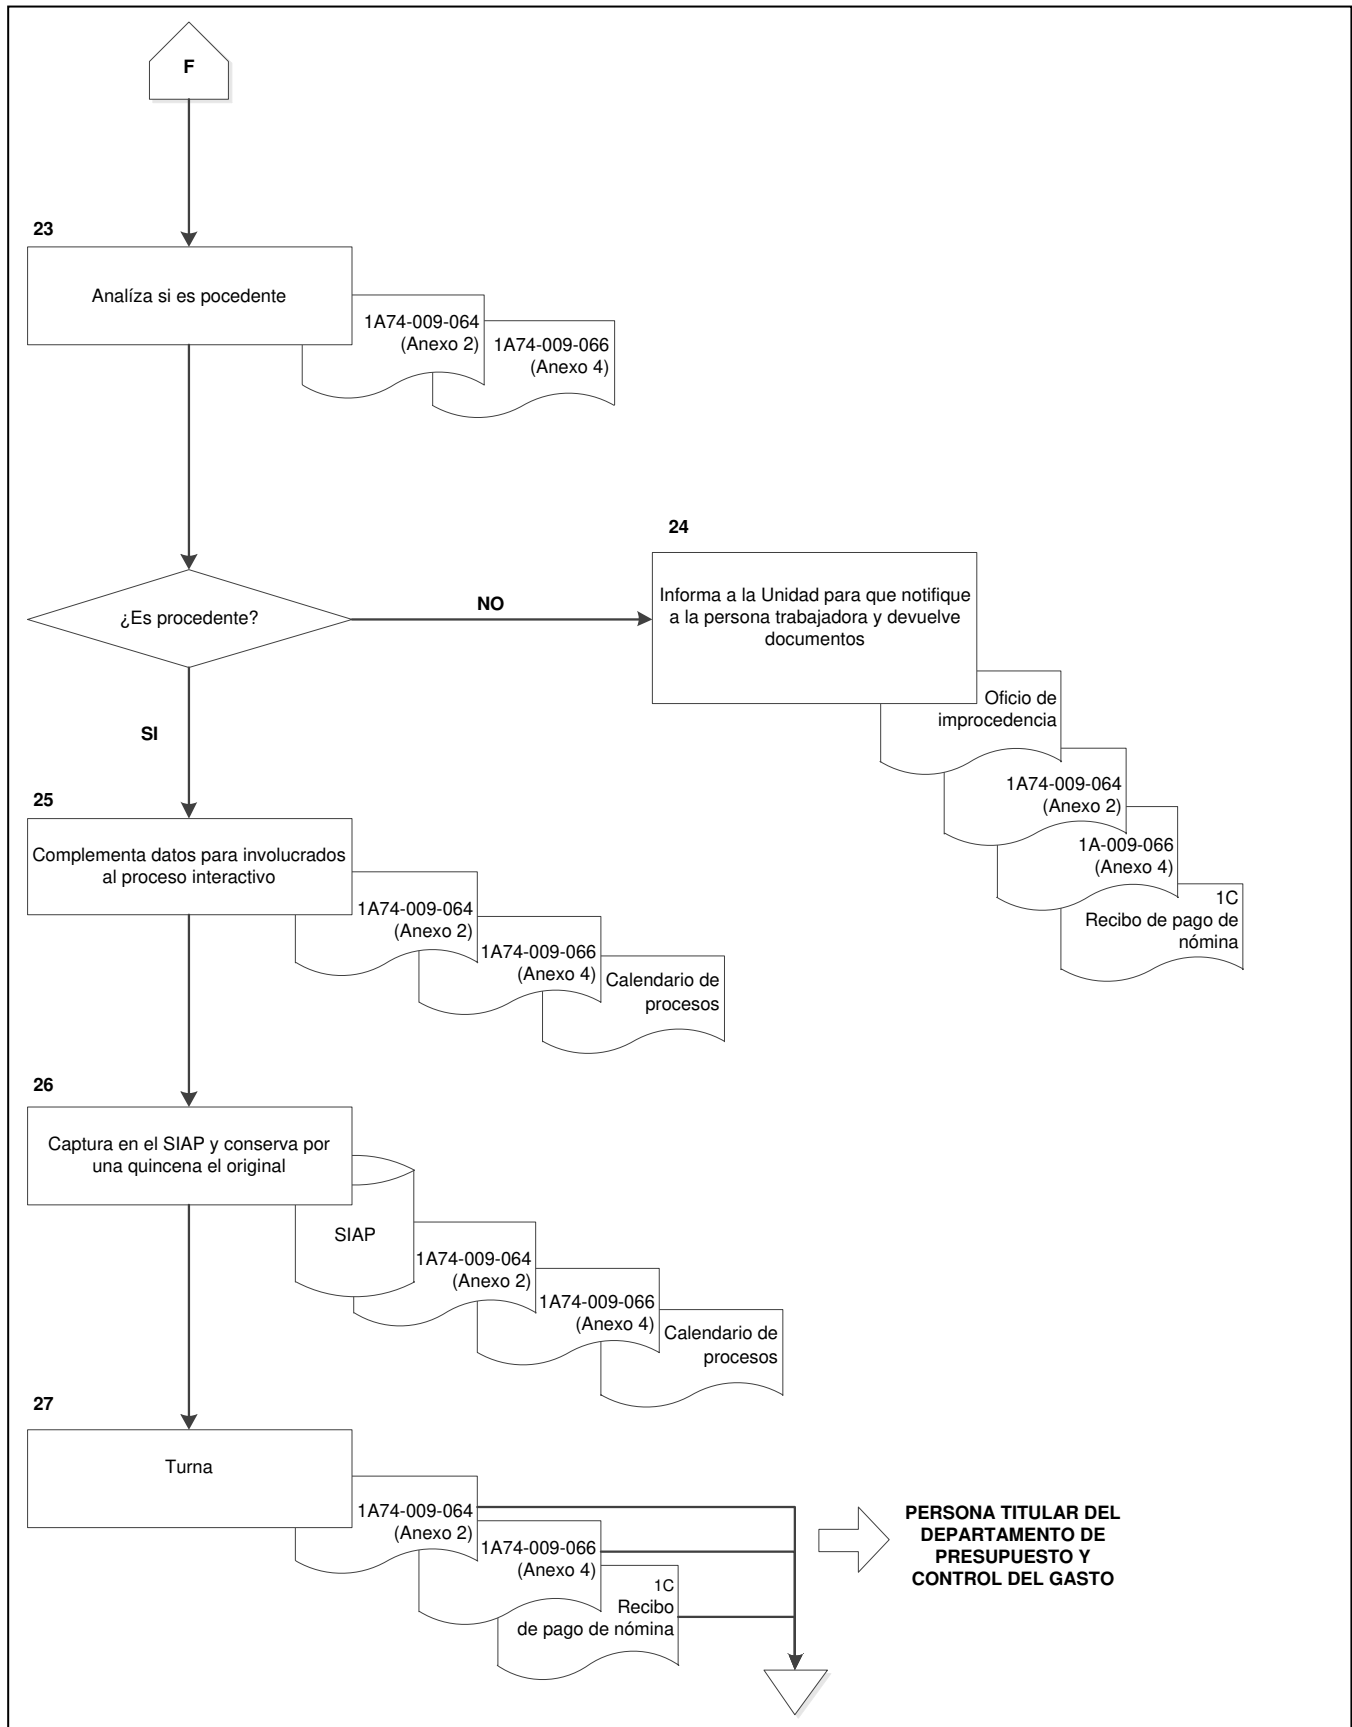 F
23
Analíza si es pocedente
1A74-009-064
(Anexo 2)
1A74-009-066
(Anexo 4)
24
Informa a la Unidad para que notifique
a la persona trabajadora y devuelve
documentos
¿Es procedente?
NO
Oficio de
improcedencia
SI
1A74-009-064
(Anexo 2)
1A-009-066
(Anexo 4)
1C
Recibo de pago de
nómina
25
Complementa datos para involucrados
al proceso interactivo
1A74-009-064
(Anexo 2)
1A74-009-066
(Anexo 4)
Calendario de
procesos
26
Captura en el SIAP y conserva por
una quincena el original
SIAP
1A74-009-064
(Anexo 2)
1A74-009-066
(Anexo 4)
Calendario de
procesos
27
Turna
1A74-009-064
(Anexo 2)
1A74-009-066
(Anexo 4)
1C
Recibo
de pago de nómina
PERSONA TITULAR DEL
DEPARTAMENTO DE
PRESUPUESTO Y
CONTROL DEL GASTO